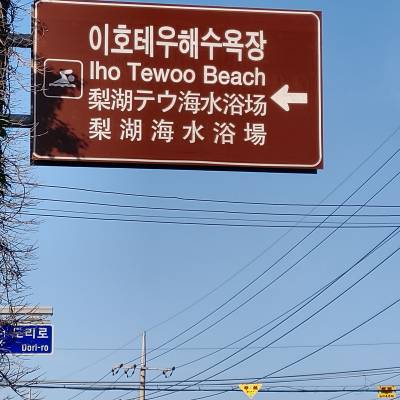 이호테우해수욕장
Iho Tewoo Beach
梨湖テウ海水浴场
梨湖海水浴場
도리로
Dori-ro